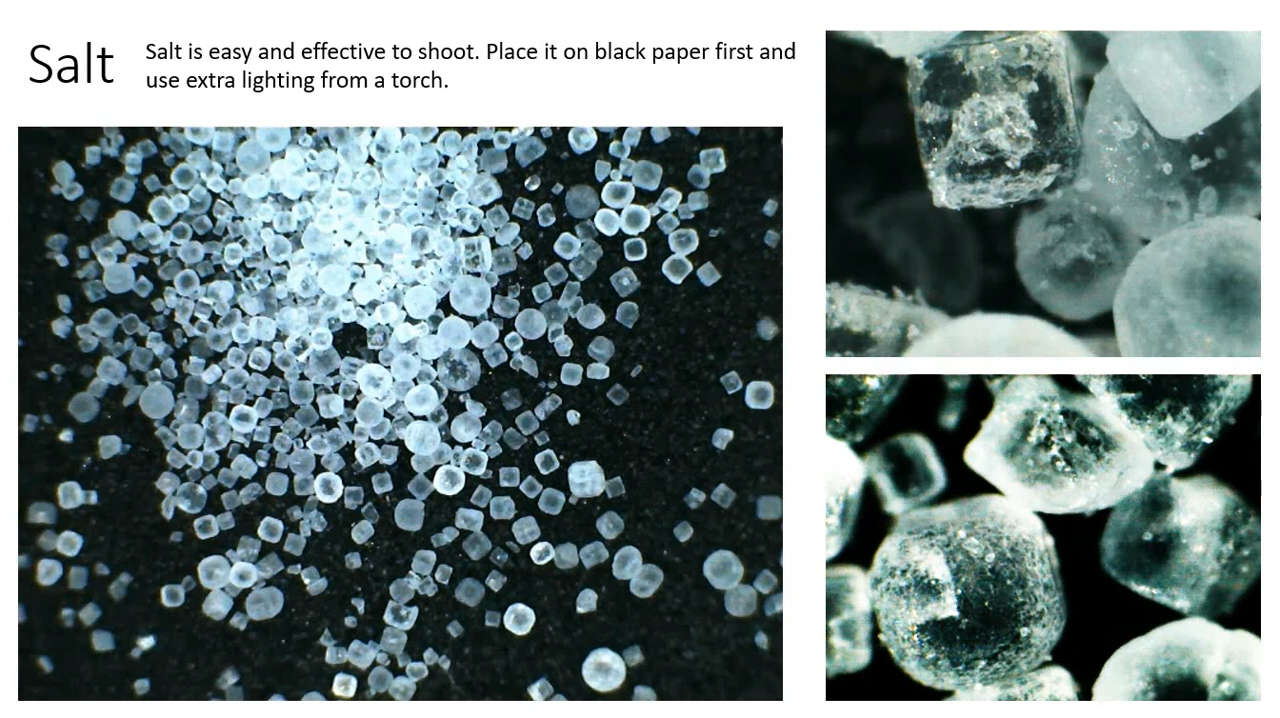 Salt
Salt is easy and effective to shoot. Place it on black paper first and
use extra lighting from a torch.